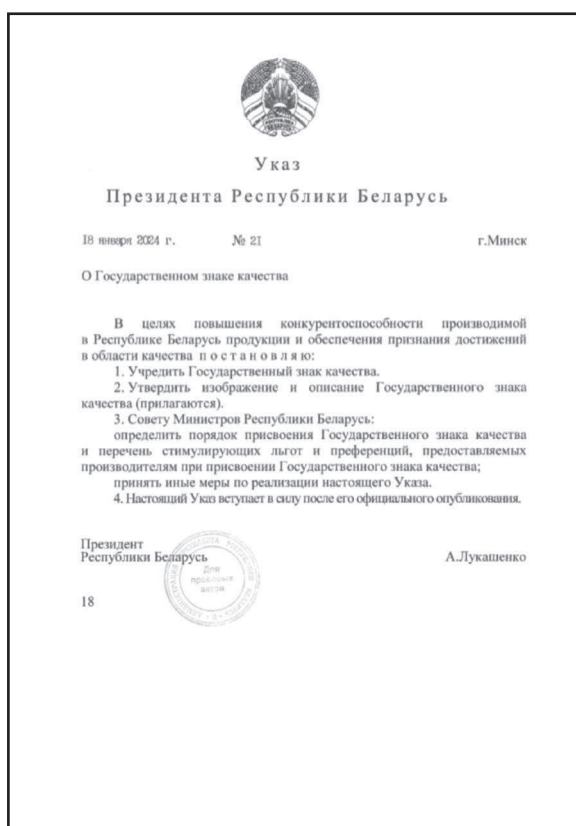 Указ
Президента Республики Беларусь
18 января 2024 г. № 21 г.Минск
О Государственном знаке качества
В целях повышения конкурентоспособности производимой
в Республике Беларусь продукции и обеспечения признания достижений
в области качества п о с т а н о в л я ю:
1. Учредить Государственный знак качества.
2. Утвердить изображение и описание Государственного знака
качества (прилагаются).
3. Совету Министров Республики Беларусь:
определить порядок присвоения Государственного знака качества
и перечень стимулирующих льгот и преференций, предоставляемых
производителям при присвоении Государственного знака качества;
принять иные меры по реализации настоящего Указа.
4. Настоящий Указ вступает в силу после его официального опубликования.
Президент
Республики Беларусь А.Лукашенко
Для
правовых
актов
18